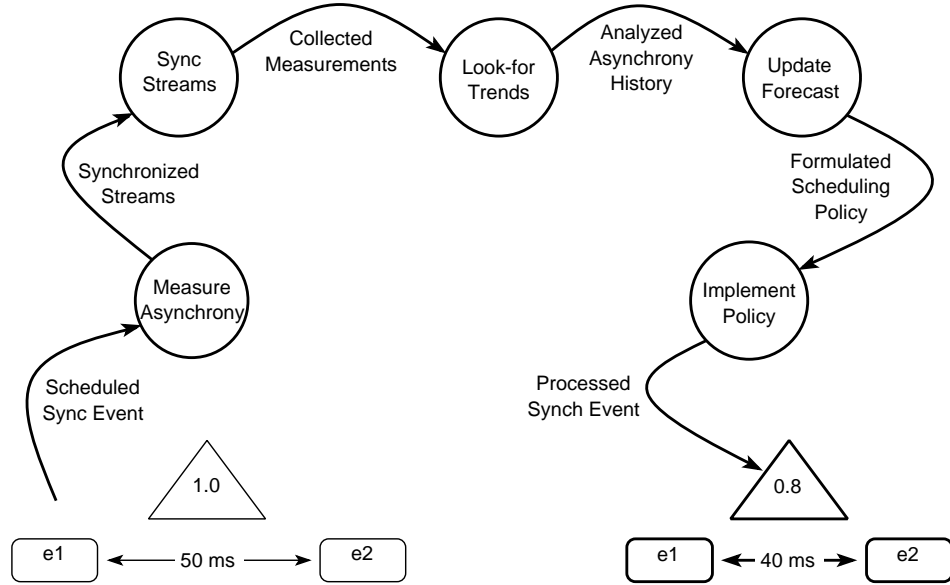 Sync
Streams
Collected
Measurements
Look-for
Trends
Analyzed
Asynchrony
History
Update
Forecast
Synchronized
Streams
Formulated
Scheduling
Policy
Measure
Asynchrony
Implement
Policy
Scheduled
Sync Event
Processed
Synch Event
1.0
0.8
e1
50 ms
e2
e1
40 ms
e2